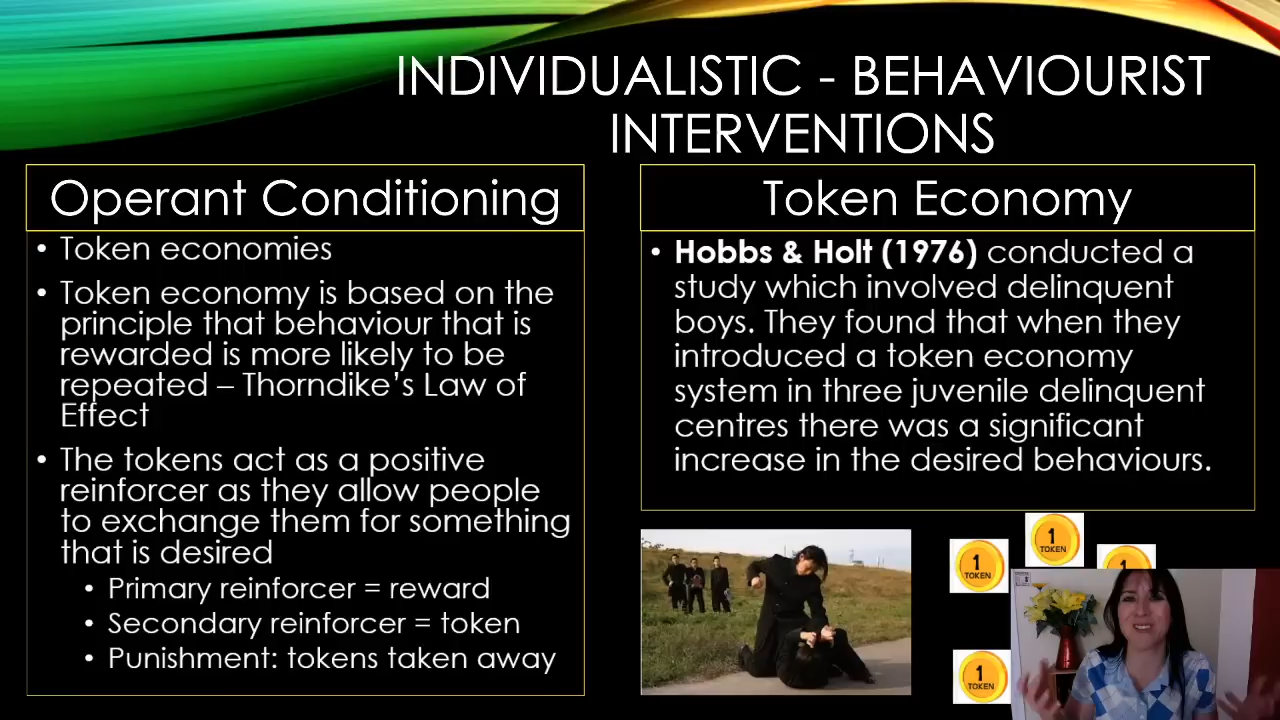 INDIVIDUALISTIC - BEHAVIOURIST
INTERVENTIONS
Operant Conditioning
• Token economies
• Token economy is based on the
principle that behaviour that is
rewarded is more likely to be
repeated – Thorndike’s Law of
Effect
• The tokens act as a positive
reinforcer as they allow people
to exchange them for something
that is desired
• Primary reinforcer = reward
• Secondary reinforcer = token
• Punishment: tokens taken away
Token Economy
• Hobbs & Holt (1976) conducted a
study which involved delinquent
boys. They found that when they
introduced a token economy
system in three juvenile delinquent
centres there was a significant
increase in the desired behaviours.
1
TOKEN
1
TOKEN
1
1
TOKEN